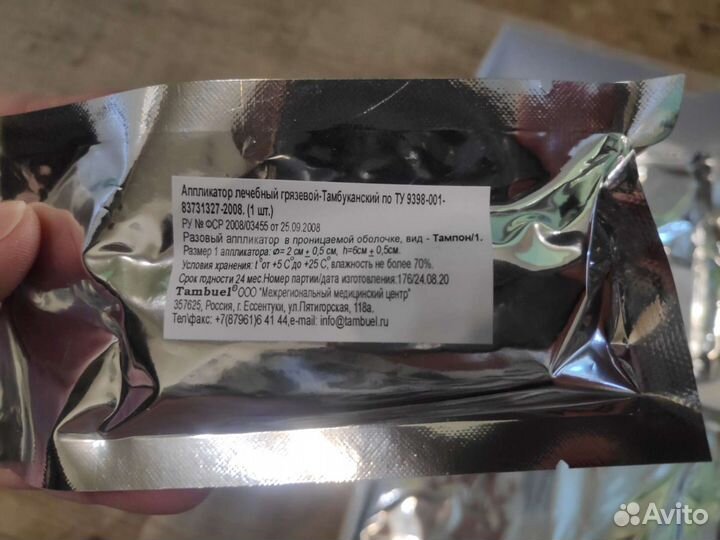 Аппликатор лечебный грязевой-Тамбуканский по ТУ 9398-001-
83731327-2008. (1 шт.)
РУ № ФСР 2008/03455 от 25.09.2008
Разовый аппликатор в проницаемой оболочке, вид - Тампон/1.
Размер 1 аппликатора: ⌀= 2 см ± 0,5 см, h=6см ± 0,5см.
Условия хранения: t° от +5 С° до +25 С° влажность не более 70%.
Срок годности 24 мес.Номер партии/дата изготовления:176/24.08.20
Tambuel® ООО "Межрегиональный медицинский центр"
357625, Россия, г. Ессентуки, ул.Пятигорская, 118а.
Тел\факс: +7(87961)6 41 44,e-mail: info@tambuel.ru
Avito